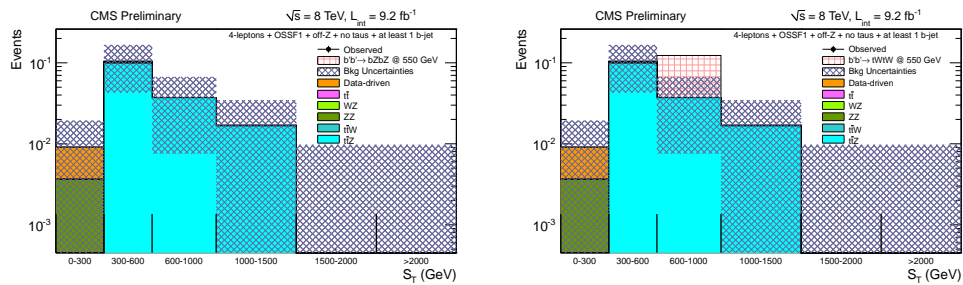 CMS Preliminary
√s = 8 TeV, L_int = 9.2 fb⁻¹
4-leptons + OSSF1 + off-Z + no taus + at least 1 b-jet
Observed
b'b'→ bZbZ @ 550 GeV
Bkg Uncertainties
Data-driven
tt̄
WZ
ZZ
tt̄W
tt̄Z
Events
10⁻¹
10⁻²
10⁻³
0-300 300-600 600-1000 1000-1500 1500-2000 >2000
S_T (GeV)
CMS Preliminary
√s = 8 TeV, L_int = 9.2 fb⁻¹
4-leptons + OSSF1 + off-Z + no taus + at least 1 b-jet
Observed
b'b'→ tWtW @ 550 GeV
Bkg Uncertainties
Data-driven
tt̄
WZ
ZZ
tt̄W
tt̄Z
Events
10⁻¹
10⁻²
10⁻³
0-300 300-600 600-1000 1000-1500 1500-2000 >2000
S_T (GeV)